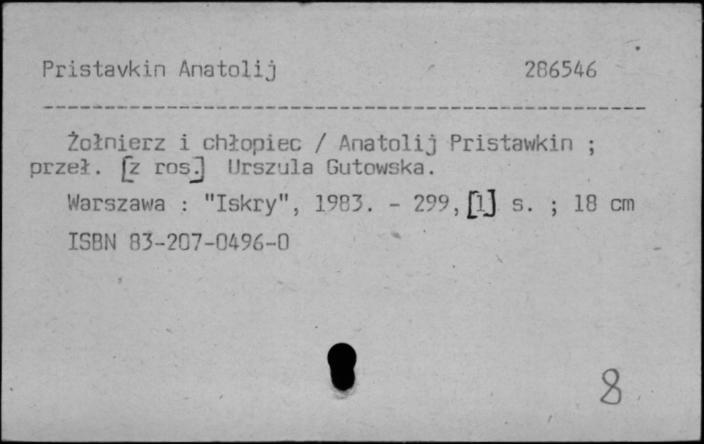 Pristavkin Anatolij 286546
Żołnierz i chłopiec / Anatolij Pristawkin ;
przeł. [z ros.] Urszula Gutowska.
Warszawa : "Iskry", 1983. - 299, [1] s. ; 18 cm
ISBN 83-207-0496-0
8